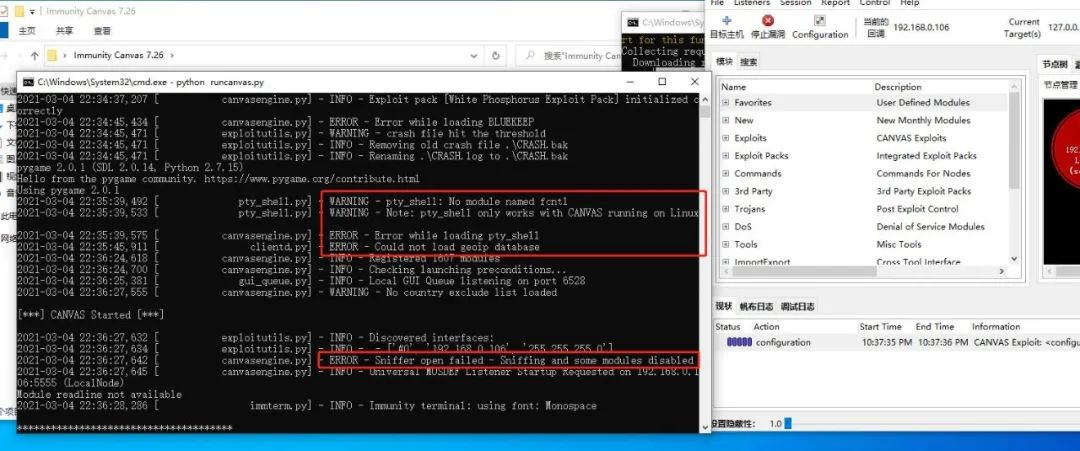 Immunity Canvas 7.26
主页 共享 查看
Immunity Canvas 7.26
搜索"Immunity Canvas
C:\Windows\Sys
rt for this fun
Collecting requ
Downloading
C:\Windows\System32\cmd.exe - python runcanvas.py
2021-03-04 22:34:37,207 [ canvasengine.py] - INFO - Exploit pack [White Phosphorus Exploit Pack] initialized c
orrectly
2021-03-04 22:34:45,434 [ canvasengine.py] - ERROR - Error while loading BLUEKEEP
2021-03-04 22:34:45,471 [ exploitutils.py] - WARNING - crash file hit the threshold
2021-03-04 22:34:45,471 [ exploitutils.py] - INFO - Removing old crash file .\CRASH.bak
2021-03-04 22:34:45,471 [ exploitutils.py] - INFO - Renaming .\CRASH.log to .\CRASH.bak
pygame 2.0.1 (SDL 2.0.14, Python 2.7.15)
Hello from the pygame community. https://www.pygame.org/contribute.html
Using pygame 2.0.1
2021-03-04 22:35:39,492 [ pty_shell.py] - WARNING - pty_shell: No module named fcntl
2021-03-04 22:35:39,533 [ pty_shell.py] - WARNING - Note: pty_shell only works with CANVAS running on Linux
2021-03-04 22:35:39,575 [ canvasengine.py] - ERROR - Error while loading pty_shell
2021-03-04 22:35:45,911 [ clientd.py] - ERROR - Could not load geoip database
2021-03-04 22:36:24,618 [ canvasengine.py] - INFO - Registered 1607 modules
2021-03-04 22:36:24,700 [ canvasengine.py] - INFO - Checking launching preconditions...
2021-03-04 22:36:25,381 [ gui_queue.py] - INFO - Local GUI Queue listening on port 6528
2021-03-04 22:36:27,555 [ canvasengine.py] - WARNING - No country exclude list loaded
[***] CANVAS Started [***]
2021-03-04 22:36:27,632 [ exploitutils.py] - INFO - Discovered interfaces:
2021-03-04 22:36:27,634 [ exploitutils.py] - INFO - - ['#0', '192.168.0.106', '255.255.255.0']
2021-03-04 22:36:27,642 [ canvasengine.py] - ERROR - Sniffer open failed - Sniffing and some modules disabled
2021-03-04 22:36:27,645 [ canvasengine.py] - INFO - Universal MOSDEF Listener Startup Requested on 192.168.0.1
06:5555 (LocalNode)
Module readline not available
2021-03-04 22:36:28,286 [ immterm.py] - INFO - Immunity terminal: using font: Monospace
**************************************
File Listeners Session Report Control Help
目标主机 停止漏洞 Configuration 当前的回调 192.168.0.106 Current Target(s) 127.0.0.
模块 搜索
Name Description
Favorites User Defined Modules
New New Monthly Modules
Exploits CANVAS Exploits
Exploit Packs Integrated Exploit Packs
Commands Commands For Nodes
3rd Party 3rd Party Modules
Trojans Post Exploit Control
DoS Denial of Service Modules
Tools Misc Tools
ImportExport Cross Tool Interface
节点树
节点管理
192.
现状 帆布日志 调试日志
Status Action Start Time End Time Information
configuration 10:37:35 PM 10:37:36 PM CANVAS Exploit: <configu
设置隐蔽性： 1.0